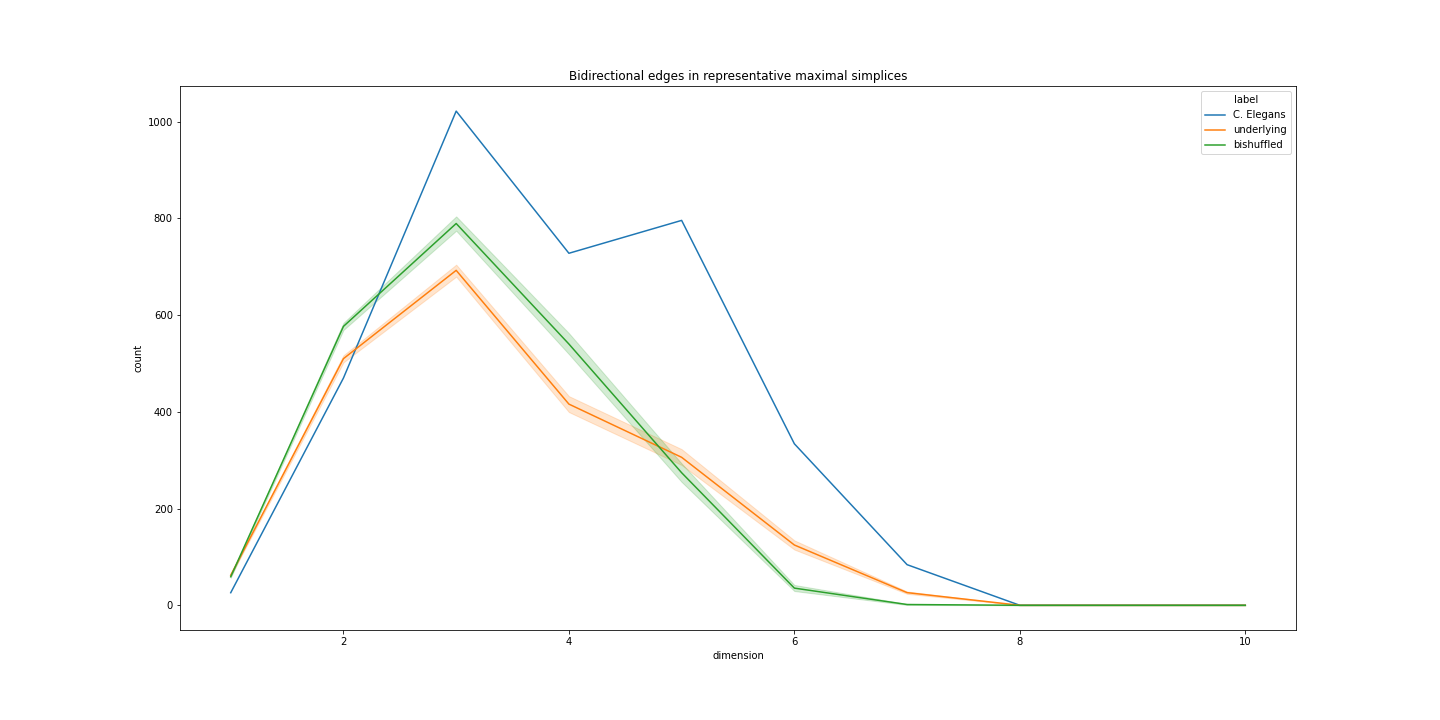 Bidirectional edges in representative maximal simplices
label
C. Elegans
underlying
bishuffled
count
1000
800
600
400
200
0
2 4 6 8 10
dimension